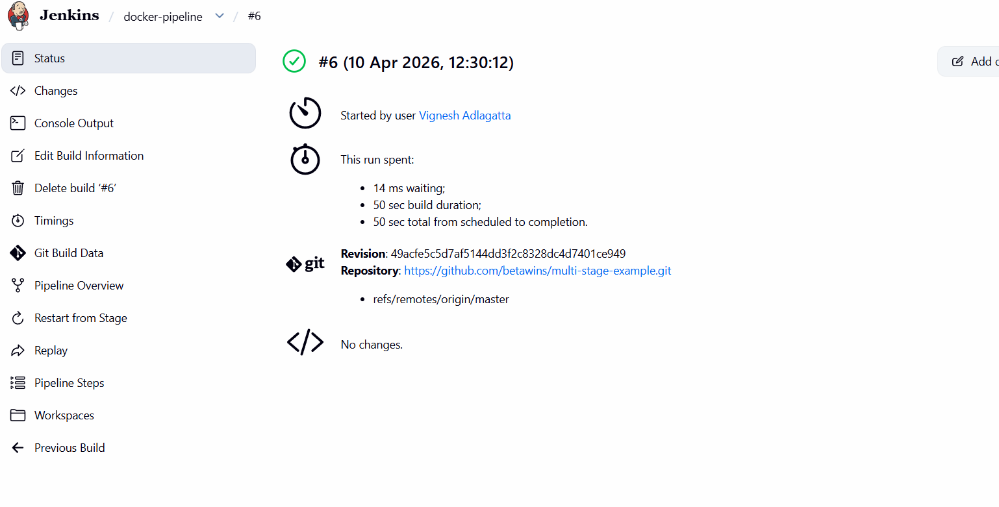 Jenkins / docker-pipeline / #6
Status
Changes
Console Output
Edit Build Information
Delete build ‘#6’
Timings
Git Build Data
Pipeline Overview
Restart from Stage
Replay
Pipeline Steps
Workspaces
Previous Build
#6 (10 Apr 2026, 12:30:12)
Add
Started by user Vignesh Adlagatta
This run spent:
• 14 ms waiting;
• 50 sec build duration;
• 50 sec total from scheduled to completion.
git
Revision: 49acfe5c5d7af5144dd3f2c8328dc4d7401ce949
Repository: https://github.com/betawins/multi-stage-example.git
• refs/remotes/origin/master
No changes.